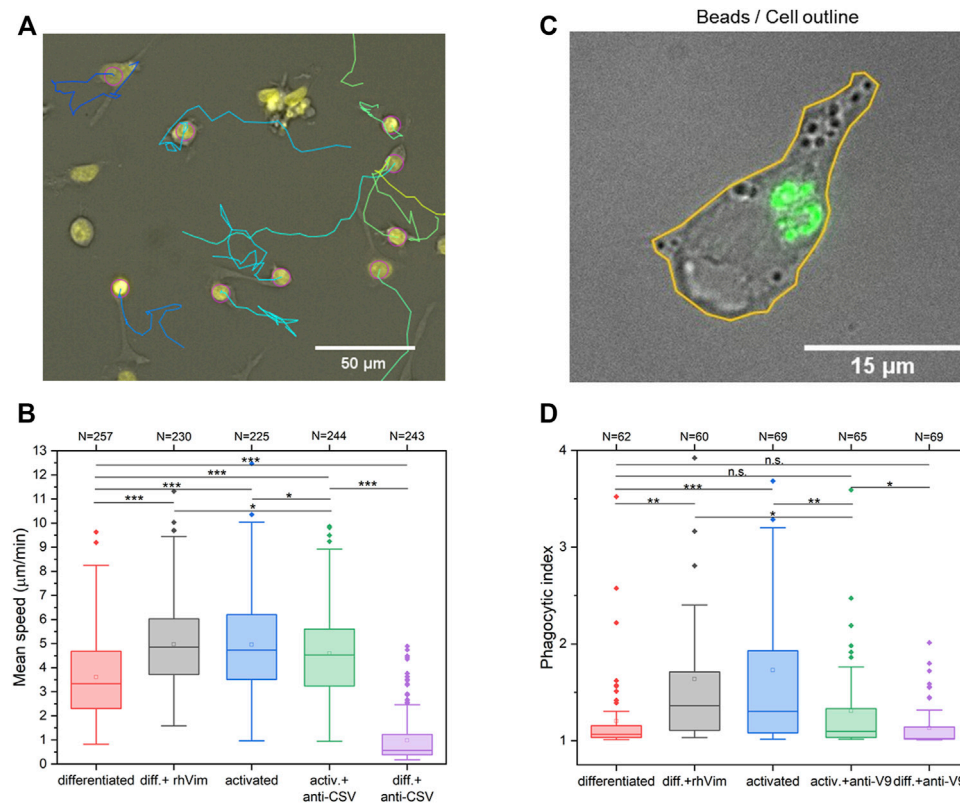 A
50 μm
C
Beads / Cell outline
15 μm
B
N=257 N=230 N=225 N=244 N=243
***
*** ***
*** *
*** *
13
12
11
10
9
8
7
6
5
4
3
2
1
0
Mean speed (μm/min)
differentiated diff.+ rhVim activated activ.+ diff.+
anti-CSV anti-CSV
D
N=62 N=60 N=69 N=65 N=69
n.s.
n.s.
*** *
** **
*
4
3
2
1
Phagocytic index
differentiated diff.+rhVim activated activ.+anti-V9 diff.+anti-V9